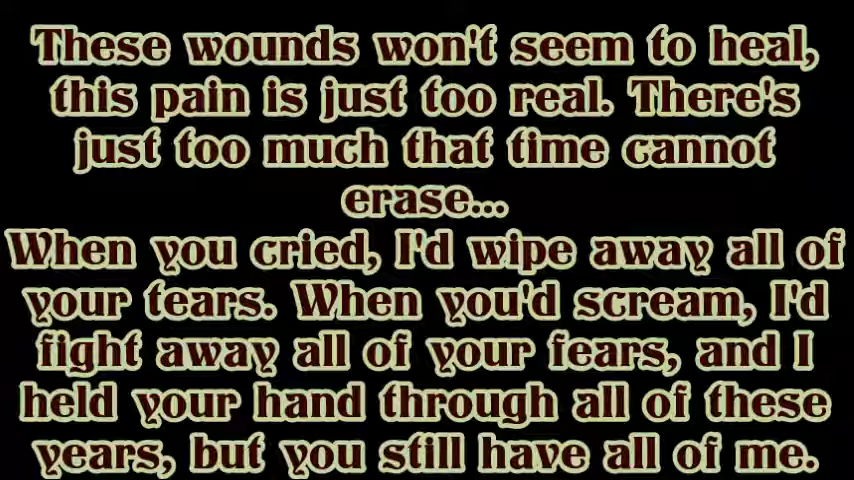 These wounds won't seem to heal,
this pain is just too real. There's
just too much that time cannot
erase...
When you cried, I'd wipe away all of
your tears. When you'd scream, I'd
fight away all of your fears, and I
held your hand through all of these
years, but you still have all of me.